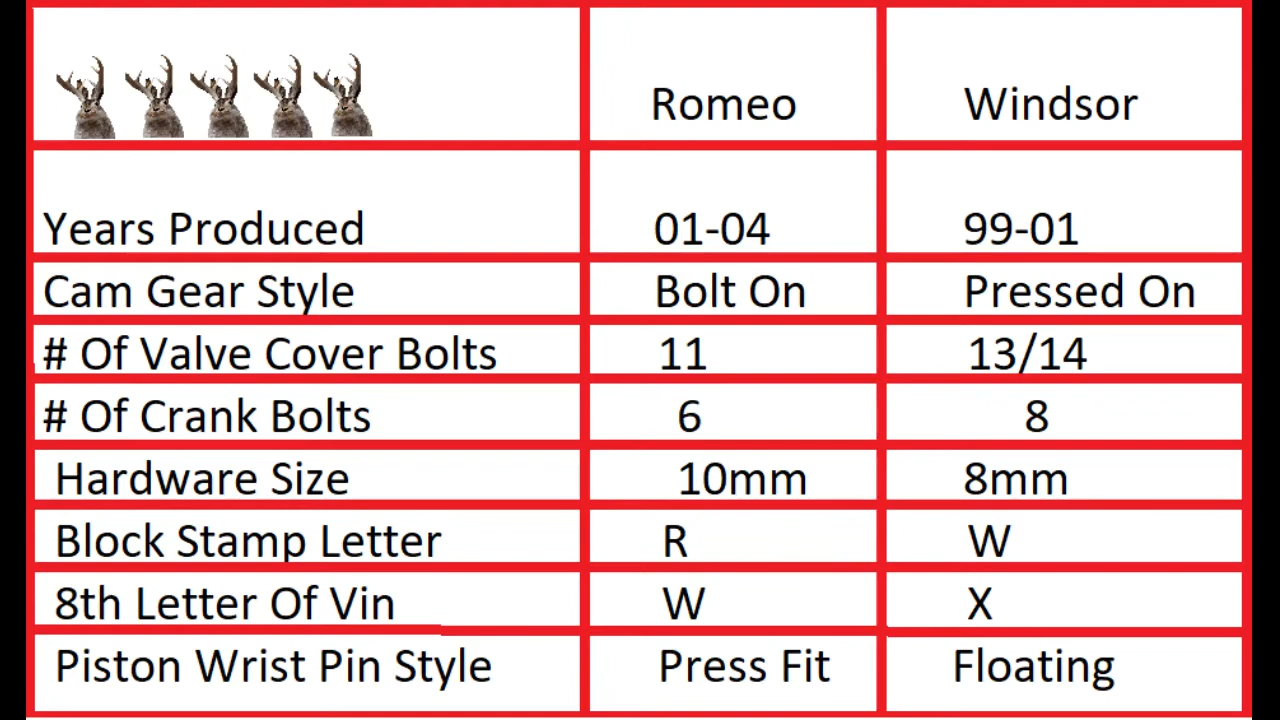 Romeo Windsor
Years Produced 01-04 99-01
Cam Gear Style Bolt On Pressed On
# Of Valve Cover Bolts 11 13/14
# Of Crank Bolts 6 8
Hardware Size 10mm 8mm
Block Stamp Letter R W
8th Letter Of Vin W X
Piston Wrist Pin Style Press Fit Floating